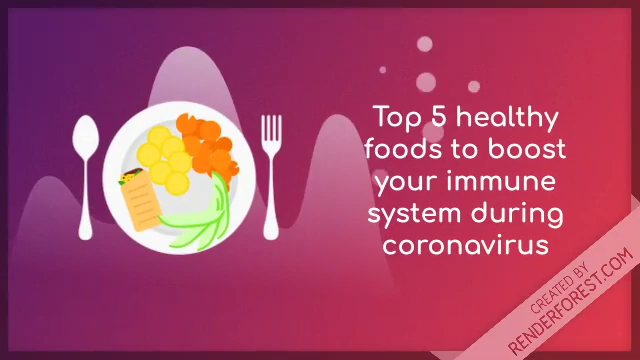 Top 5 healthy
foods to boost
your immune
system during
coronavirus
CREATED BY
RENDERFOREST.COM